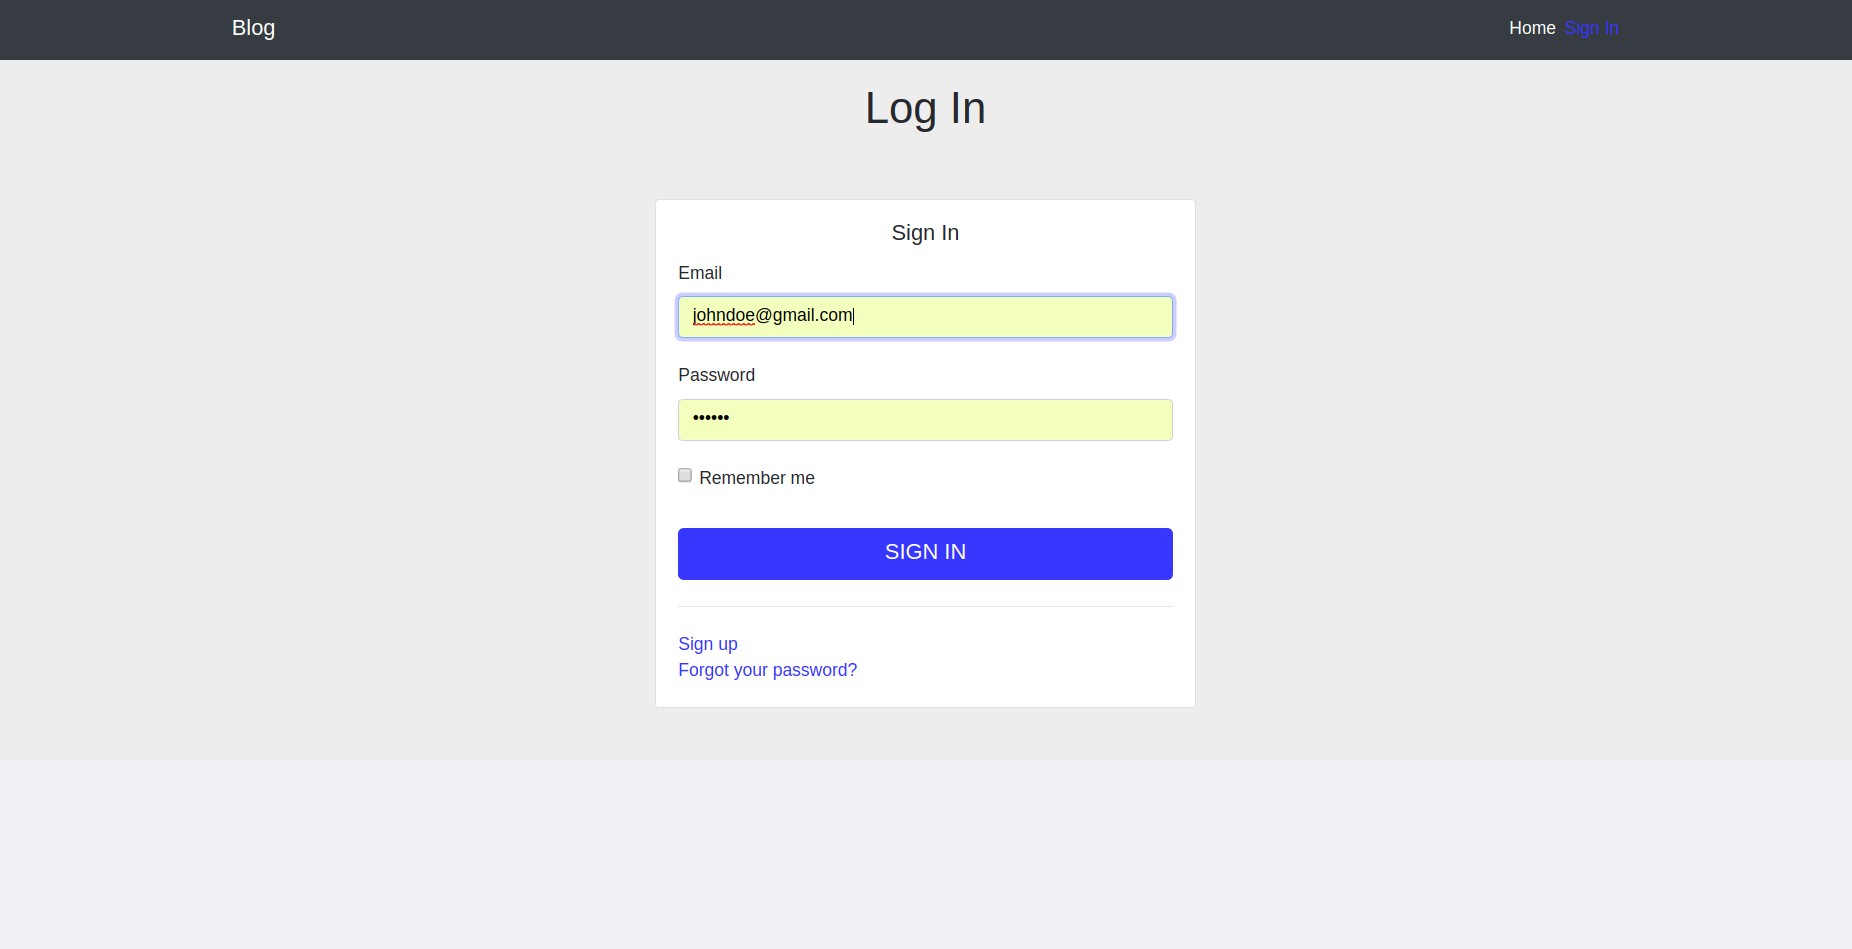 Blog
Home Sign In
Log In
Sign In
Email
johndoe@gmail.com
Password
••••••
Remember me
SIGN IN
Sign up
Forgot your password?